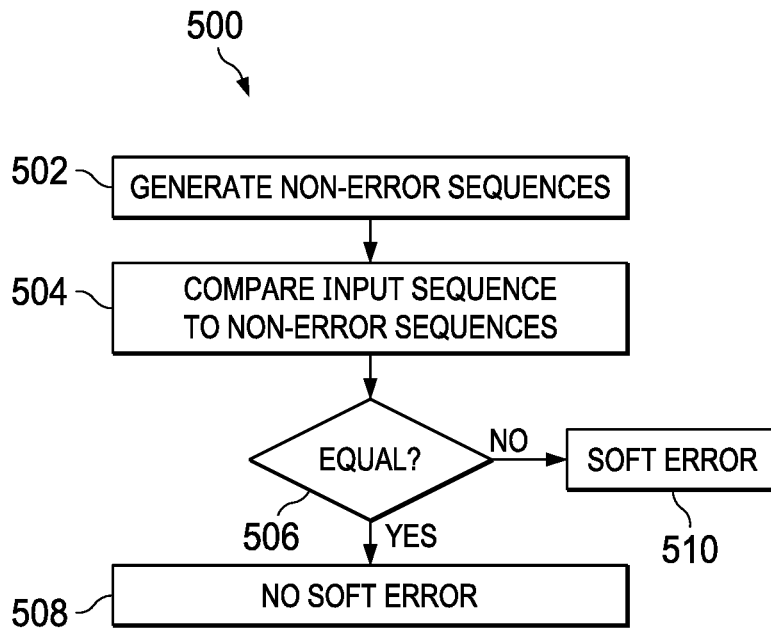 500
502
GENERATE NON-ERROR SEQUENCES
504
COMPARE INPUT SEQUENCE
TO NON-ERROR SEQUENCES
EQUAL?
NO
SOFT ERROR
506
YES
510
508
NO SOFT ERROR